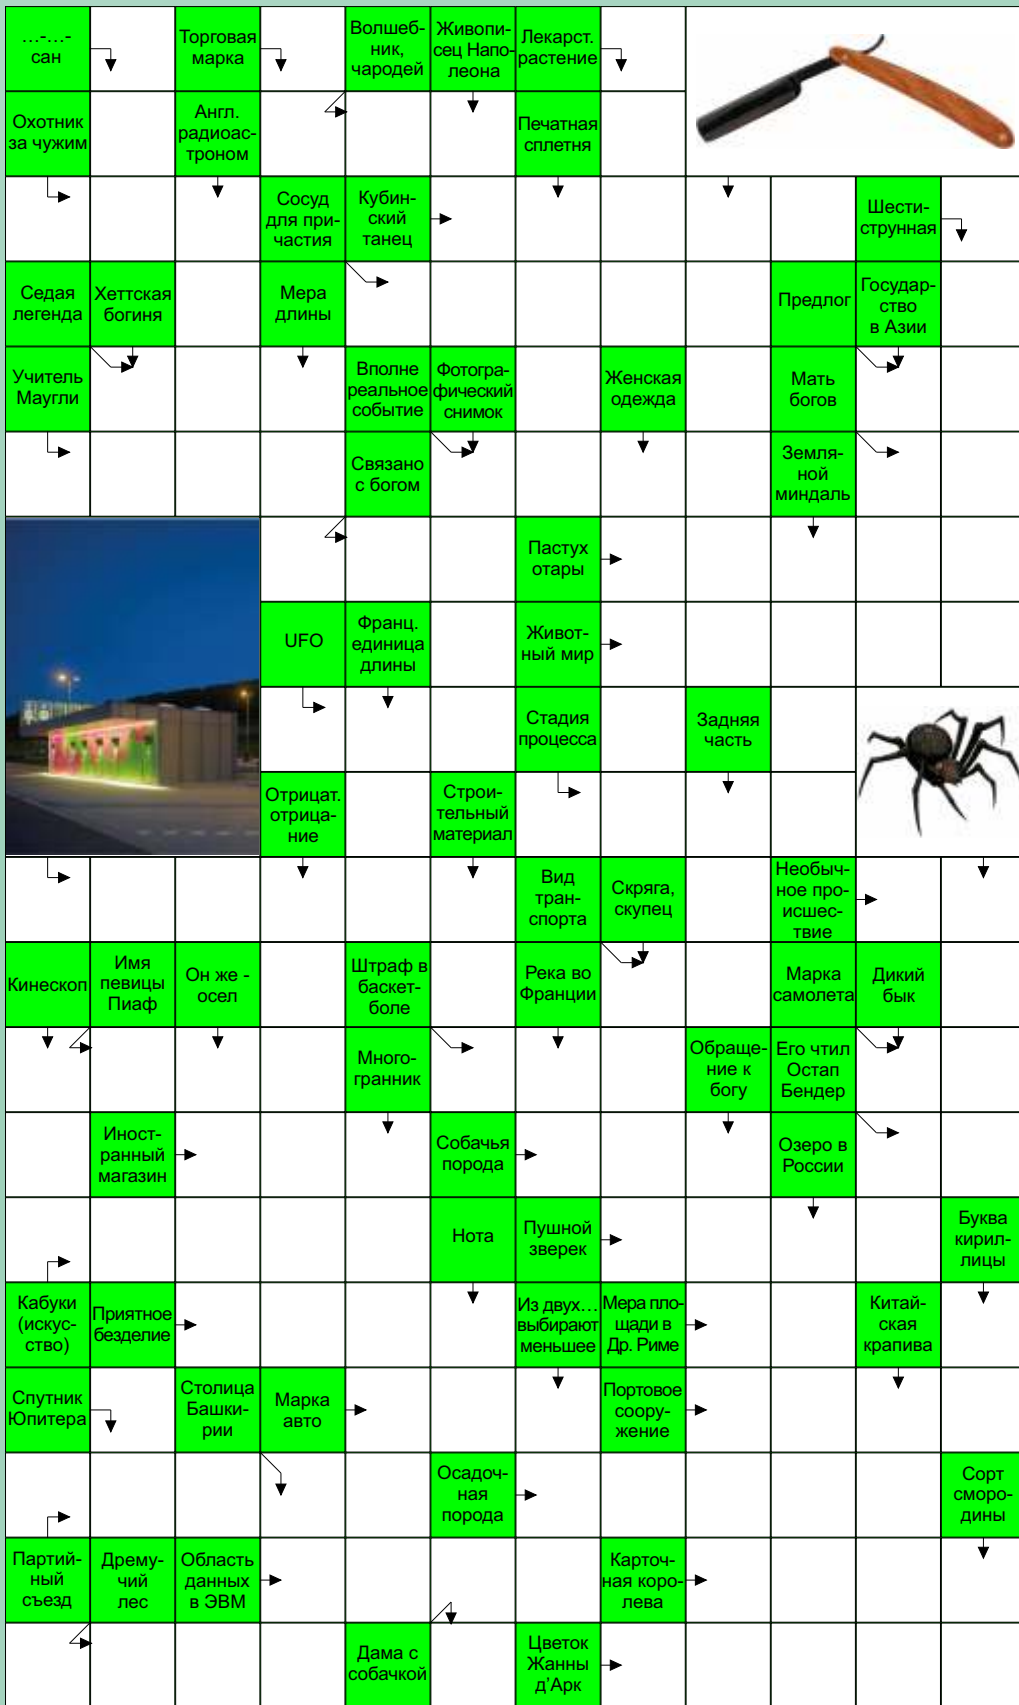 ...-...-
сан
Торговая
марка
Волшеб-
ник,
чародей
Живопи-
сец Напо-
леона
Лекарст.
растение
Охотник
за чужим
Англ.
радиоас-
троном
Печатная
сплетня
Сосуд
для при-
частия
Кубин-
ский
танец
Шести-
струнная
Седая
легенда
Хеттская
богиня
Мера
длины
Предлог
Государ-
ство
в Азии
Учитель
Маугли
Вполне
реальное
событие
Фотогра-
фический
снимок
Женская
одежда
Мать
богов
Связано
с богом
Земля-
ной
миндаль
Пастух
отары
UFO
Франц.
единица
длины
Живот-
ный мир
Стадия
процесса
Задняя
часть
Отрицат.
отрица-
ние
Строи-
тельный
материал
Вид
тран-
спорта
Скряга,
скупец
Необыч-
ное про-
исшес-
твие
Кинескоп
Имя
певицы
Пиаф
Он же -
осел
Штраф в
баскет-
боле
Река во
Франции
Марка
самолета
Дикий
бык
Много-
гранник
Обраще-
ние к
богу
Его чтил
Остап
Бендер
Иност-
ранный
магазин
Собачья
порода
Озеро в
России
Нота
Пушной
зверек
Буква
кирил-
лицы
Кабуки
(искус-
ство)
Приятное
безделие
Из двух...
выбирают
меньшее
Мера пло-
щади в
Др. Риме
Китай-
ская
крапива
Спутник
Юпитера
Столица
Башки-
рии
Марка
авто
Портовое
соору-
жение
Осадоч-
ная
порода
Сорт
сморо-
дины
Партий-
ный
съезд
Дрему-
чий
лес
Область
данных
в ЭВМ
Карточ-
ная коро-
лева
Дама с
собачкой
Цветок
Жанны
д'Арк